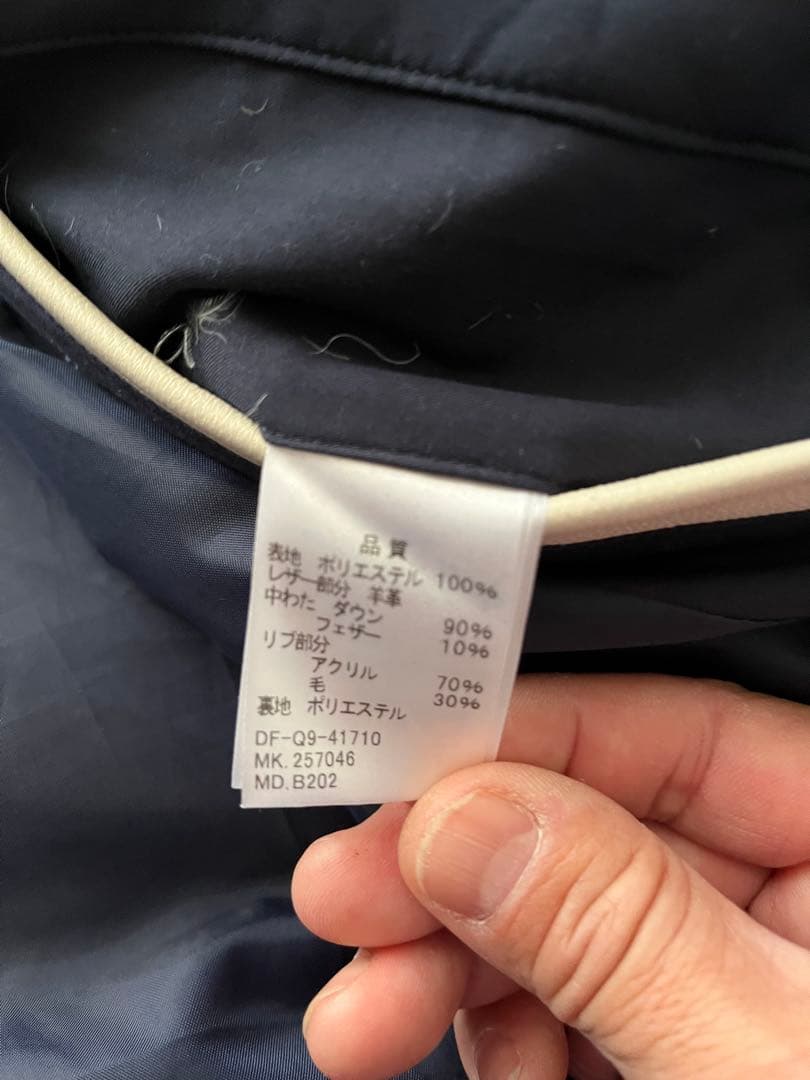 品質
表地 ポリエステル 100%
レザー部分 羊革
中わた ダウン 90%
フェザー 10%
リブ部分
アクリル 70%
毛 30%
裏地 ポリエステル
DF-Q9-41710
MK.257046
MD.B202